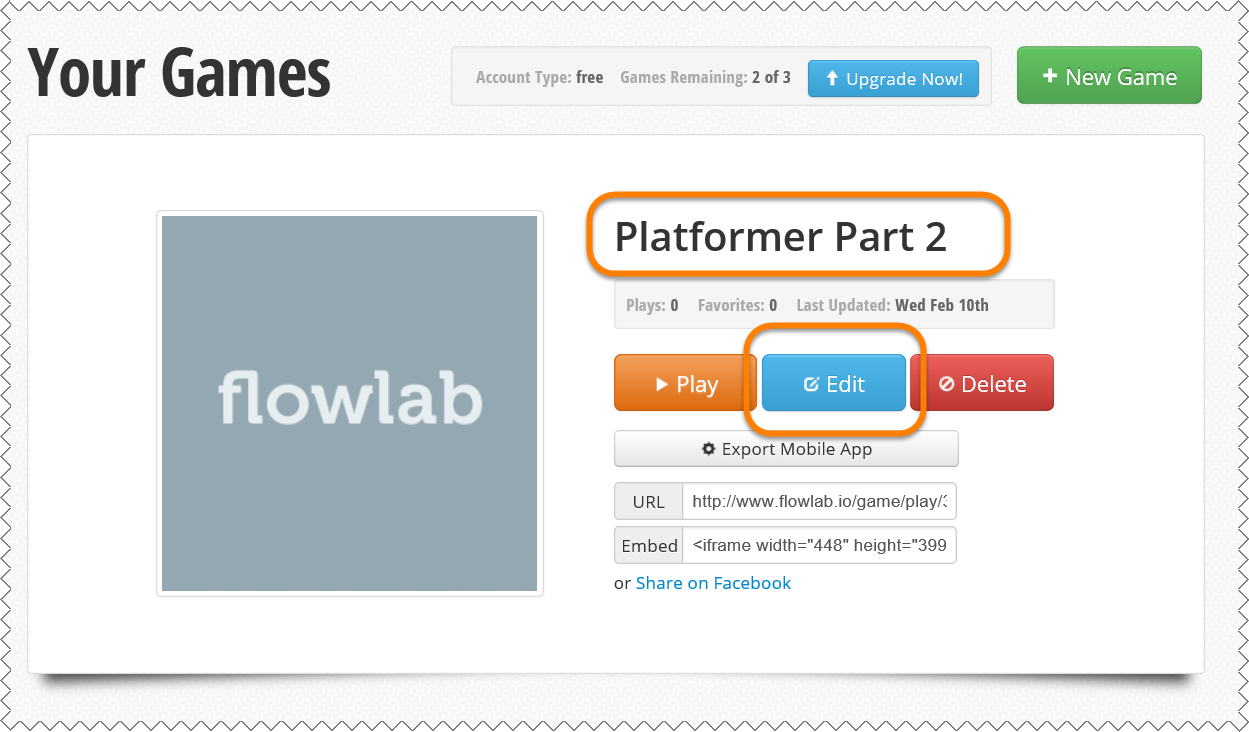 Your Games
Account Type: free Games Remaining: 2 of 3 Upgrade Now!
New Game
Platformer Part 2
Plays: 0 Favorites: 0 Last Updated: Wed Feb 10th
flowlab
Play Edit Delete
Export Mobile App
URL http://www.flowlab.io/game/play/
Embed <iframe width="448" height="399
or Share on Facebook